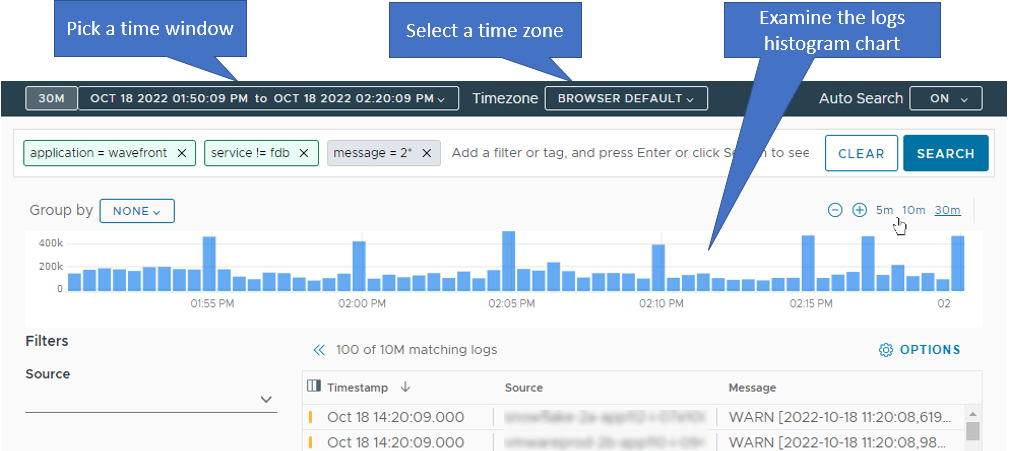 Pick a time window
Select a time zone
Examine the logs
histogram chart
30M OCT 18 2022 01:50:09 PM to OCT 18 2022 02:20:09 PM Timezone BROWSER DEFAULT Auto Search ON
application = wavefront × service != fdb × message = 2* × Add a filter or tag, and press Enter or click Search to see CLEAR SEARCH
Group by NONE 5m 10m 30m
400k
200k
0
01:55 PM 02:00 PM 02:05 PM 02:10 PM 02:15 PM 02
Filters
100 of 10M matching logs OPTIONS
Source
Timestamp Source Message
Oct 18 14:20:09.000 WARN [2022-10-18 11:20:08,619...
Oct 18 14:20:09.000 WARN [2022-10-18 11:20:08,98...